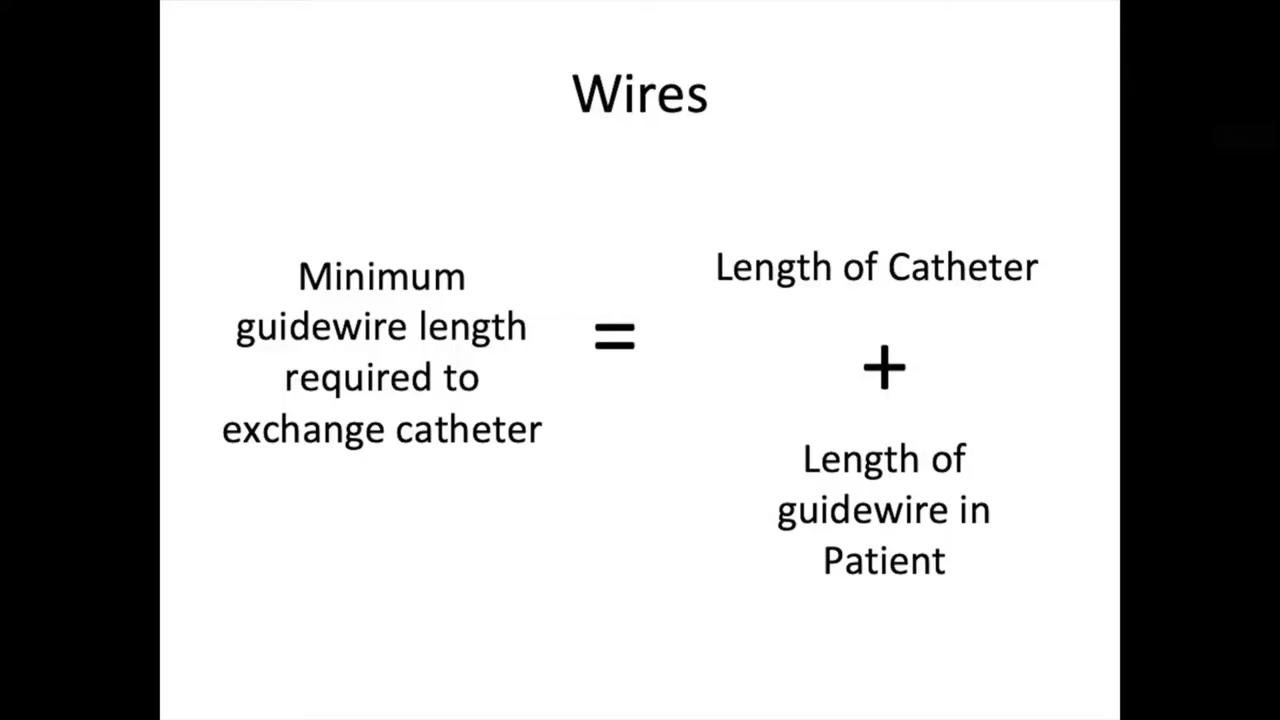 Wires
Minimum
guidewire length
required to
exchange catheter
=
Length of Catheter
+
Length of
guidewire in
Patient